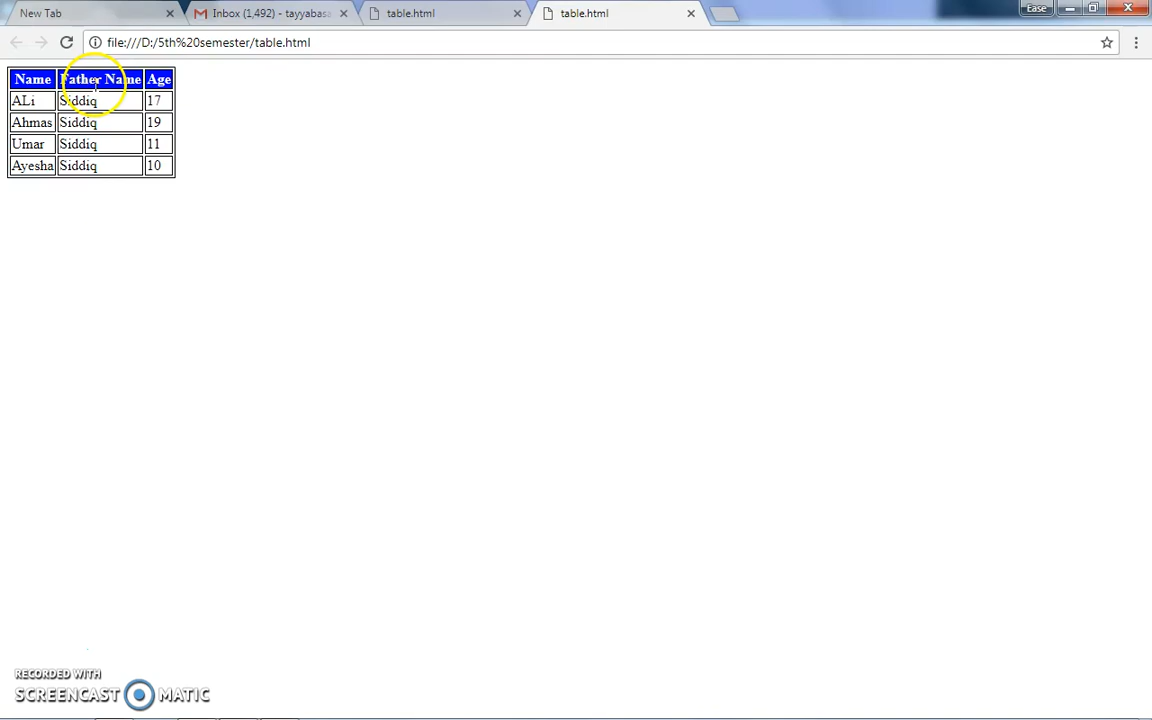 New Tab
Inbox (1,492) - tayyabasa
table.html
table.html
Ease
file:///D:/5th%20semester/table.html
Name Father Name Age
ALi Siddiq 17
Ahmas Siddiq 19
Umar Siddiq 11
Ayesha Siddiq 10
RECORDED WITH
SCREENCAST MATIC